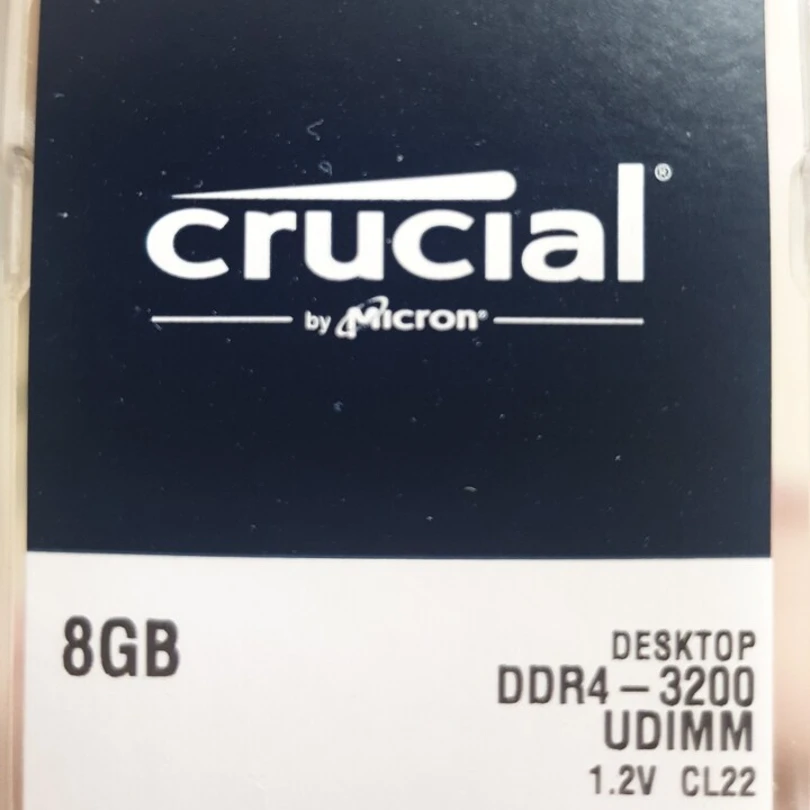 crucial®
by Micron®
8GB
DESKTOP
DDR4-3200
UDIMM
1.2V CL22